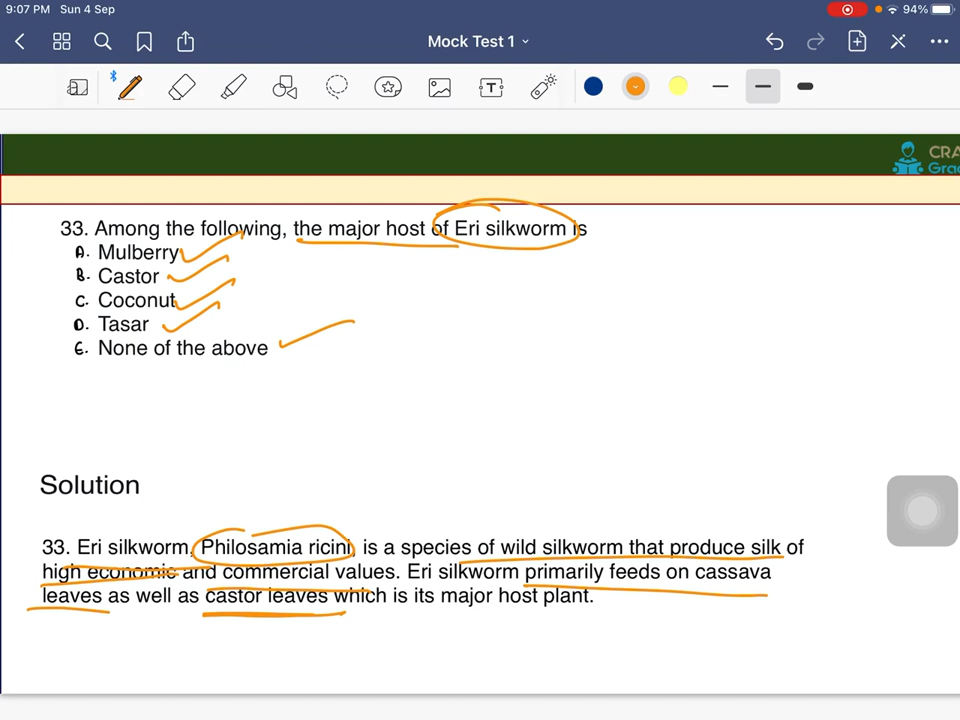 9:07 PM Sun 4 Sep
94%
Mock Test 1
T
CRA
Grac
33. Among the following, the major host of Eri silkworm is
A. Mulberry
B. Castor
C. Coconut
D. Tasar
E. None of the above
Solution
33. Eri silkworm, Philosamia ricini, is a species of wild silkworm that produce silk of
high economic and commercial values. Eri silkworm primarily feeds on cassava
leaves as well as castor leaves which is its major host plant.